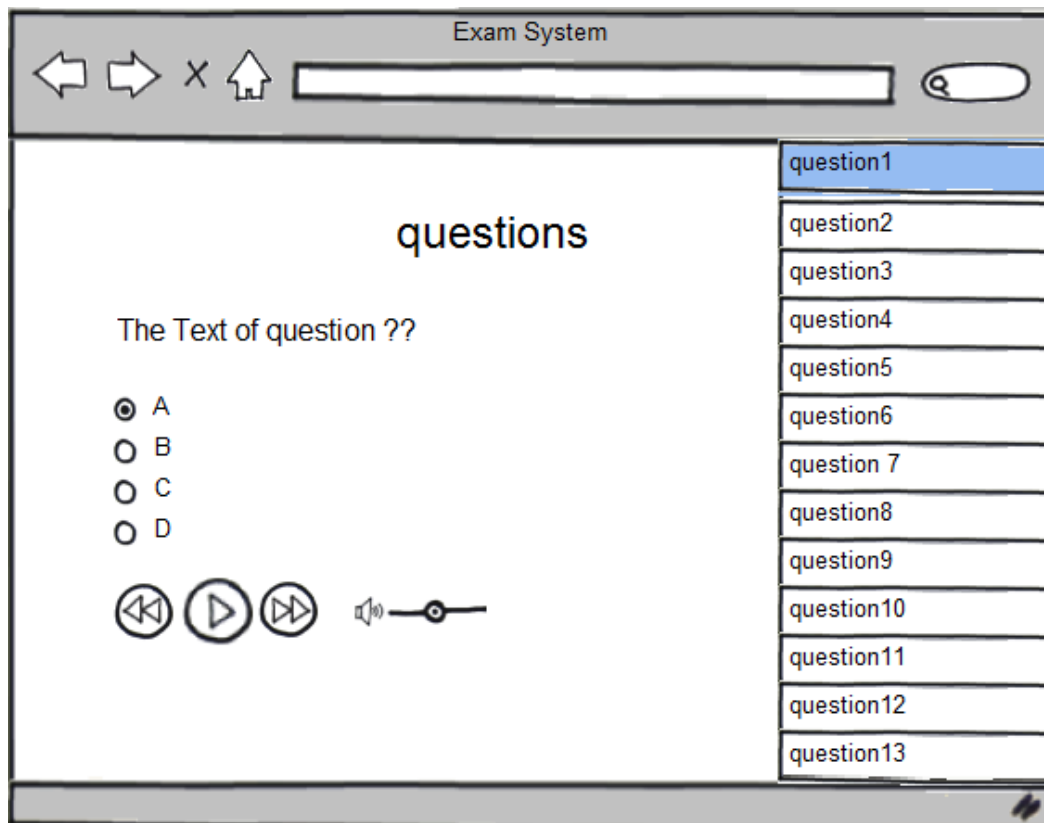 Exam System
questions
The Text of question ??
A
B
C
D
question1
question2
question3
question4
question5
question6
question 7
question8
question9
question10
question11
question12
question13